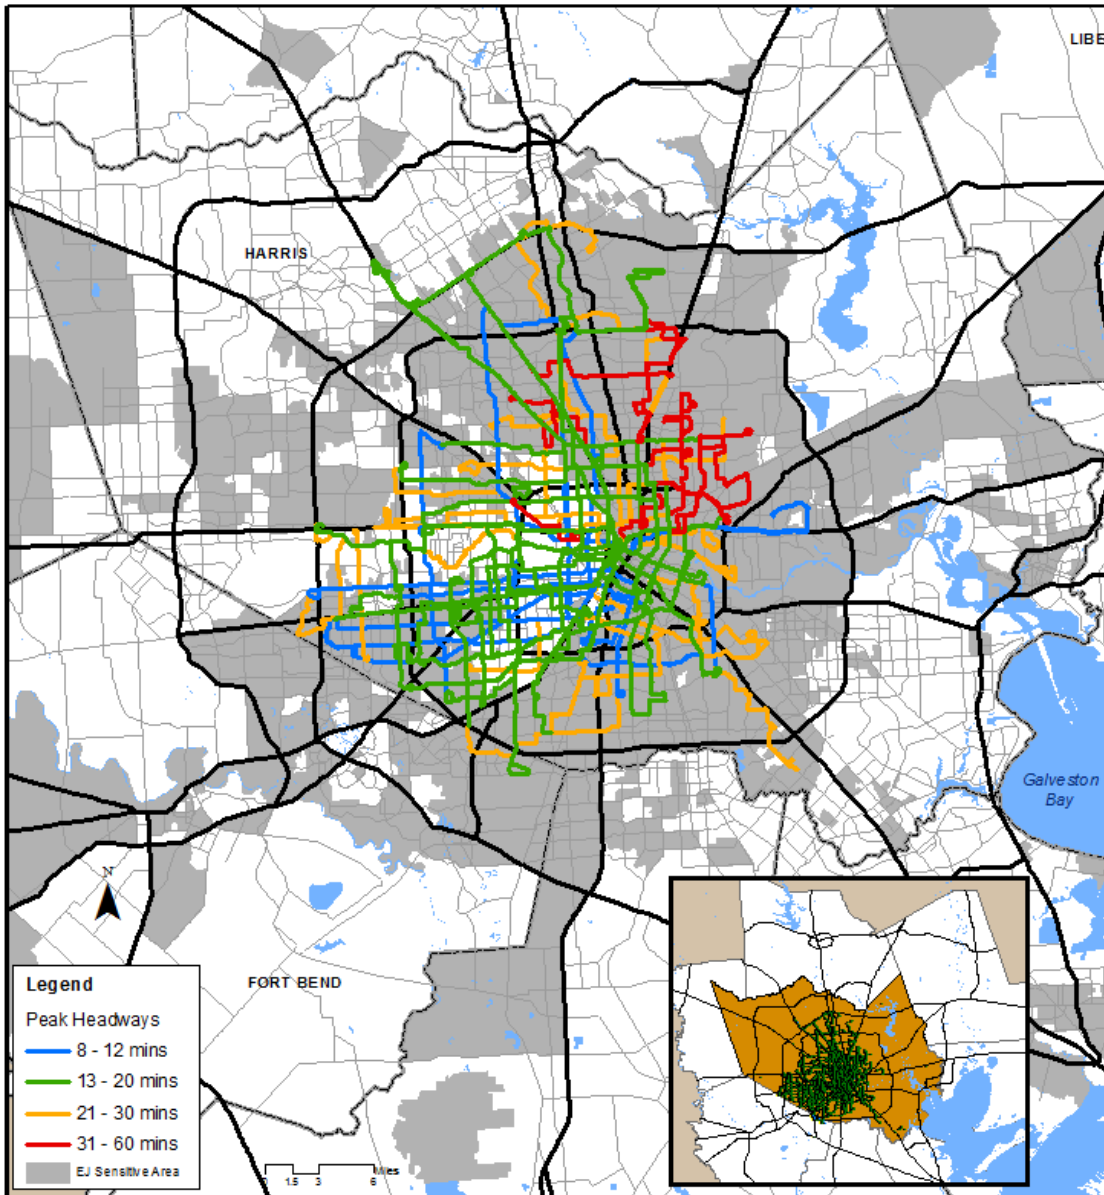 LIBE
HARRIS
Galveston
Bay
N
FORT BEND
Legend
Peak Headways
8 - 12 mins
13 - 20 mins
21 - 30 mins
31 - 60 mins
EJ Sensitive Area
0 1.5 3 6 Miles